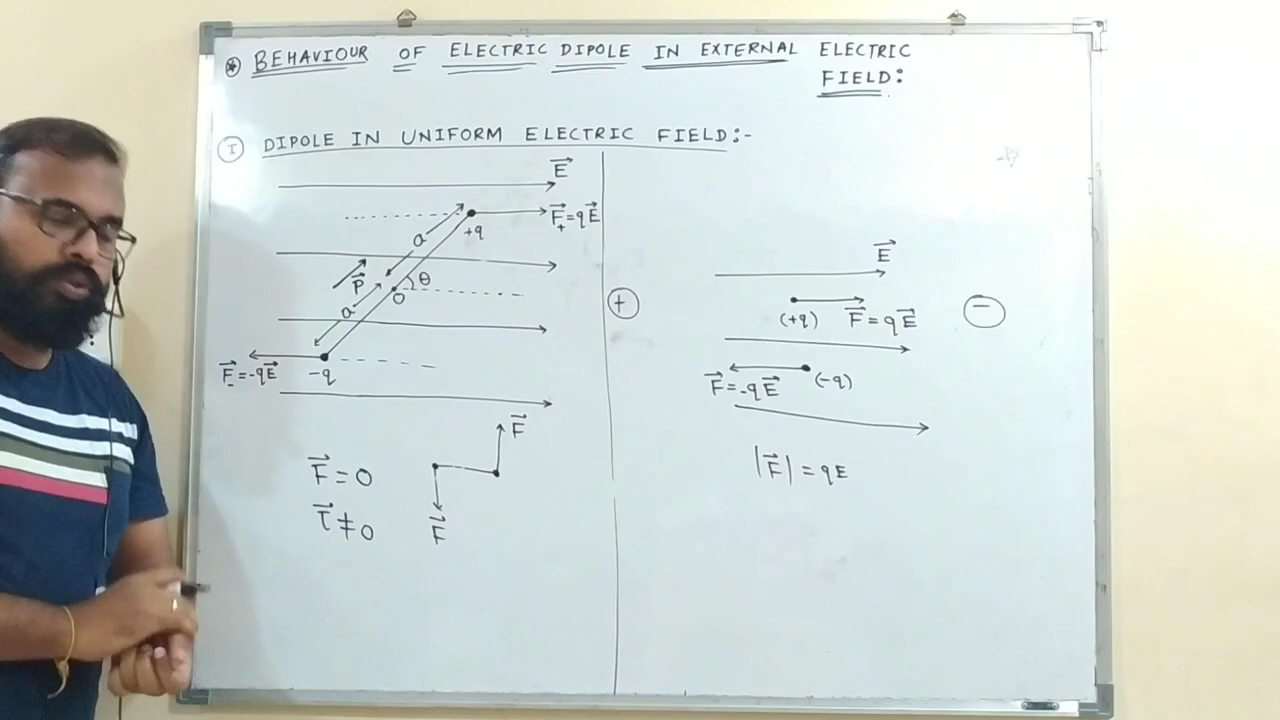 ⊛ BEHAVIOUR OF ELECTRIC DIPOLE IN EXTERNAL ELECTRIC
FIELD:
Ⓘ DIPOLE IN UNIFORM ELECTRIC FIELD:-
E⃗
F⃗₊=qE⃗
+q
a
P⃗
θ
O
a
F⃗₋=-qE⃗
-q
F⃗ = 0
τ⃗ ≠ 0
F⃗
F⃗
⊕
E⃗
(+q) F⃗ = qE⃗
⊖
F⃗ = -qE⃗ (-q)
|F⃗| = qE